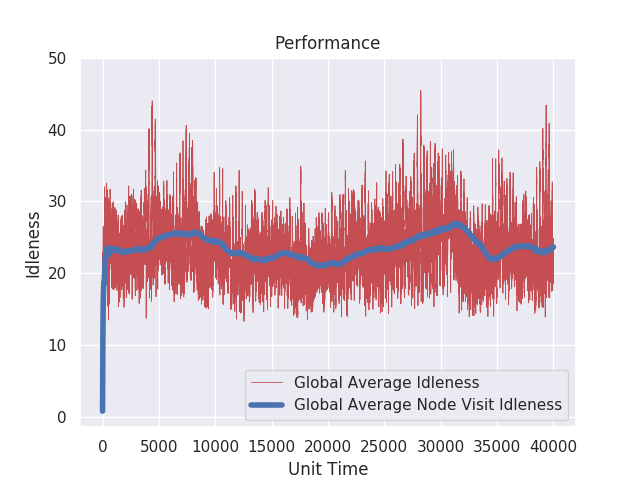 Performance
50
40
30
20
10
0
Idleness
Global Average Idleness
Global Average Node Visit Idleness
0 5000 10000 15000 20000 25000 30000 35000 40000
Unit Time